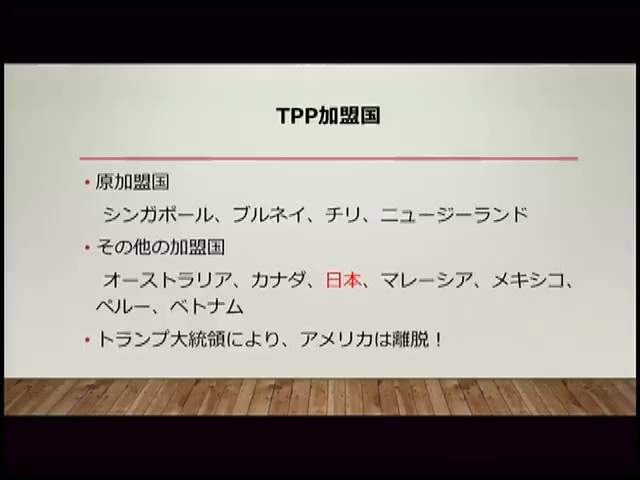 TPP加盟国
・原加盟国
シンガポール、ブルネイ、チリ、ニュージーランド
・その他の加盟国
オーストラリア、カナダ、日本、マレーシア、メキシコ、
ペルー、ベトナム
・トランプ大統領により、アメリカは離脱！